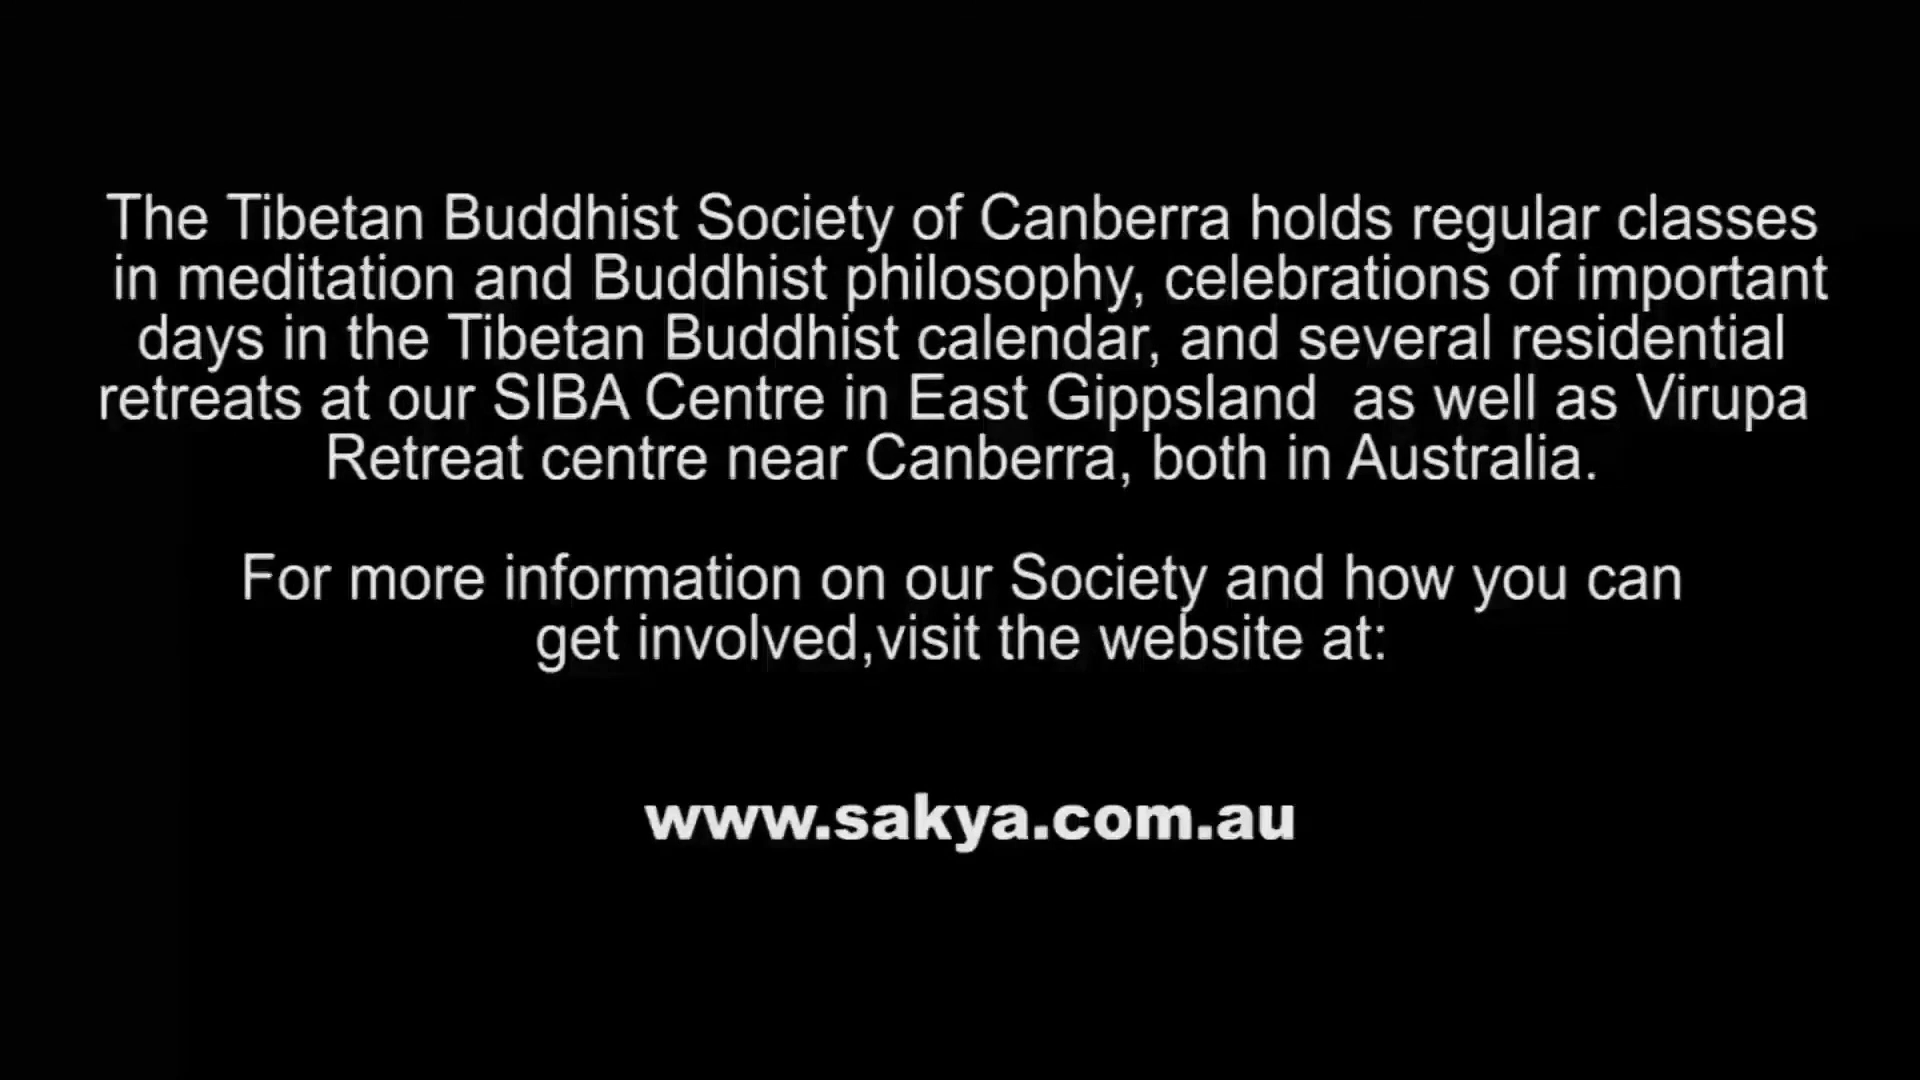 The Tibetan Buddhist Society of Canberra holds regular classes
in meditation and Buddhist philosophy, celebrations of important
days in the Tibetan Buddhist calendar, and several residential
retreats at our SIBA Centre in East Gippsland  as well as Virupa
Retreat centre near Canberra, both in Australia.
For more information on our Society and how you can
get involved,visit the website at:
www.sakya.com.au